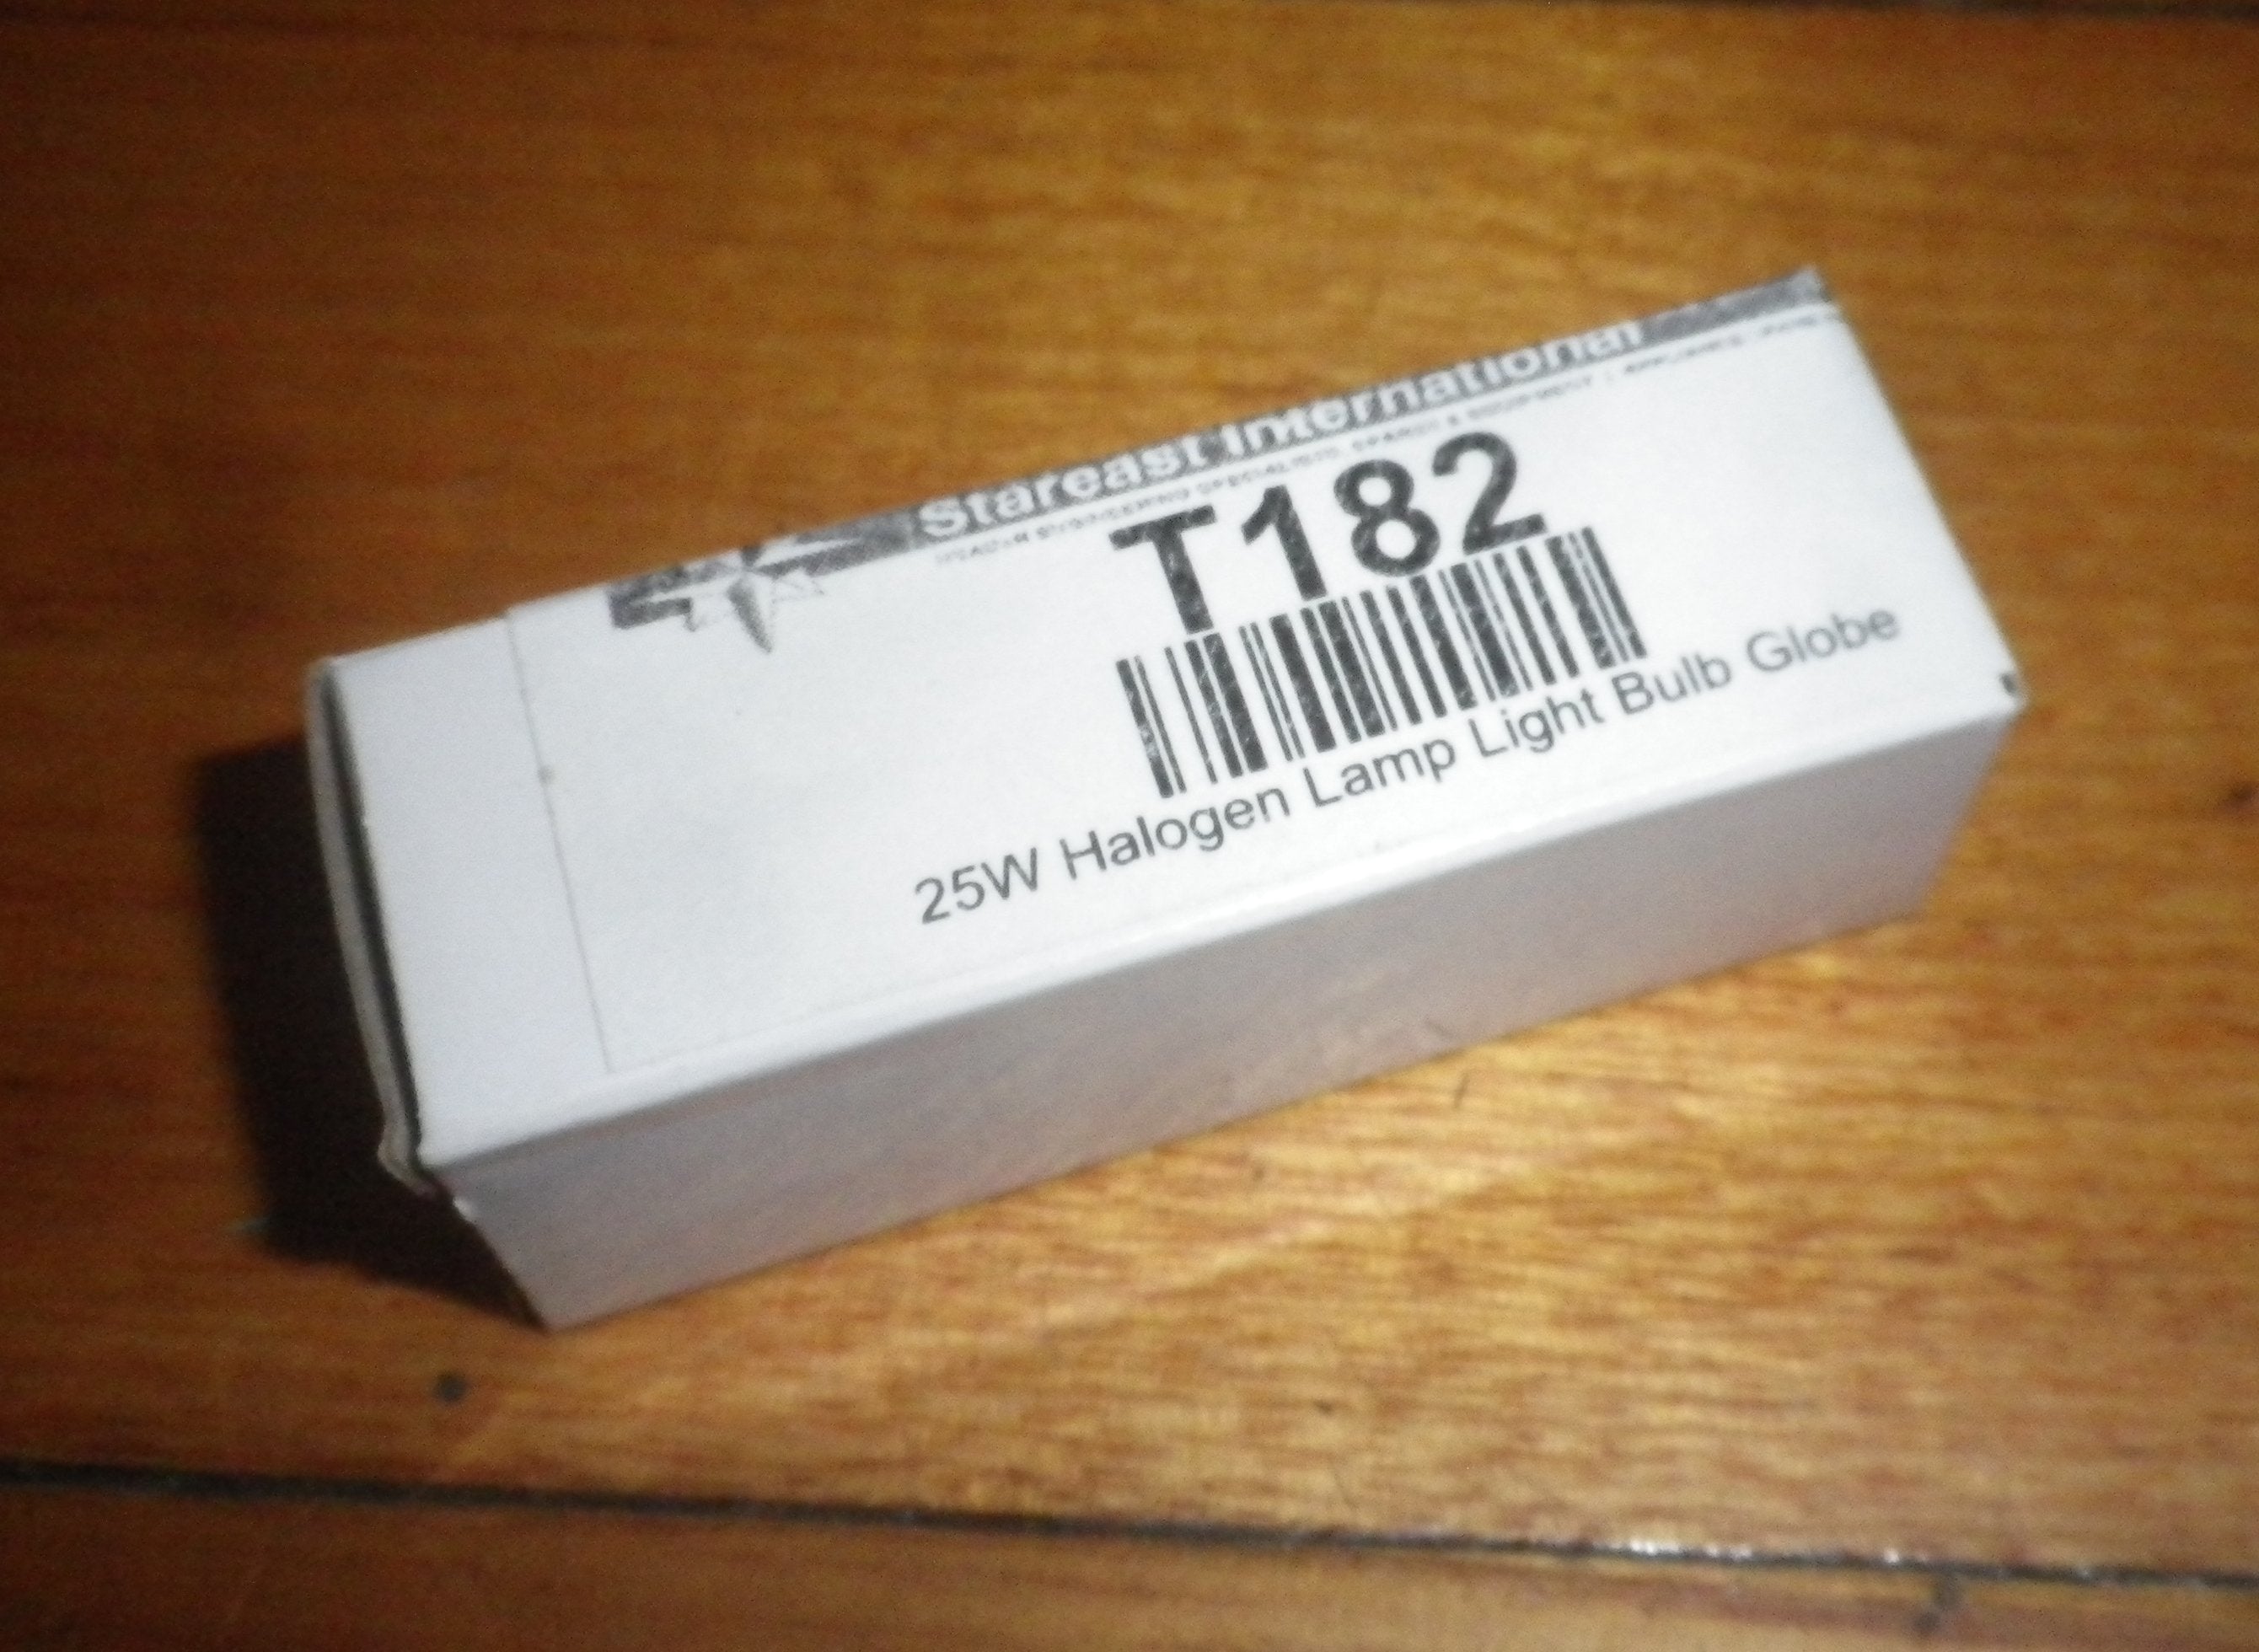 Stareast International
T182
25W Halogen Lamp Light Bulb Globe